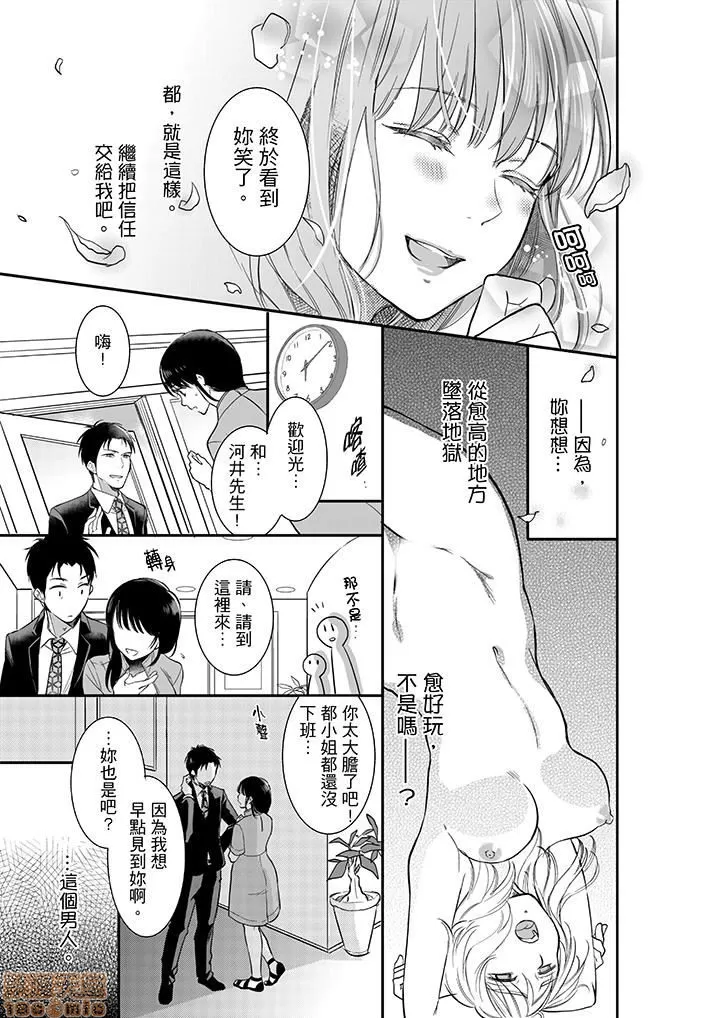 終於看到
妳笑了。
都，就是這樣。
繼續把信任
交給我吧。
呵呵呵
——因為，
妳想想…
從愈高的地方
墜落地獄
愈好玩，
不是嗎——？
喀噠
歡迎光…
和…
河井先生！
嗨！
那不是…
請、請到
這裡來…
轉身
你太大膽了吧！
都小姐都還沒
下班…
小聲
因為我想
早點見到妳啊。
…妳也是吧？
…這個男人。